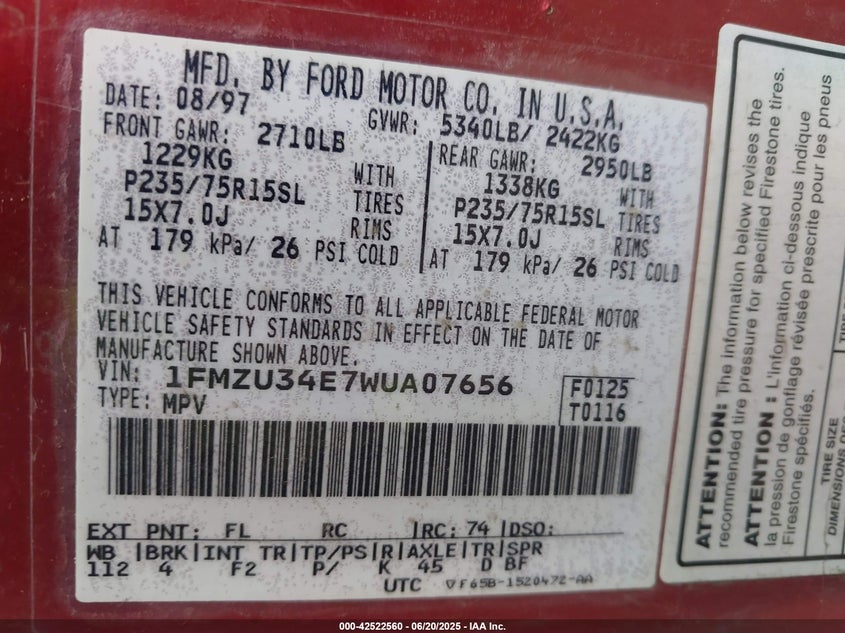 MFD. BY FORD MOTOR CO. IN U.S.A.
DATE: 08/97 GVWR: 5340LB/ 2422KG
FRONT GAWR: 2710LB
1229KG WITH
P235/75R15SL TIRES
15X7.0J RIMS
AT 179 kPa/ 26 PSI COLD
REAR GAWR: 2950LB
1338KG WITH
P235/75R15SL TIRES
15X7.0J RIMS
AT 179 kPa/ 26 PSI COLD
THIS VEHICLE CONFORMS TO ALL APPLICABLE FEDERAL MOTOR
VEHICLE SAFETY STANDARDS IN EFFECT ON THE DATE OF
MANUFACTURE SHOWN ABOVE.
VIN: 1FMZU34E7WUA07656
TYPE: MPV
F0125
T0116
EXT PNT: FL RC |RC: 74 |DSO:
WB |BRK|INT TR|TP/PS|R|AXLE|TR|SPR
112 4 F2 P/ K 45 D BF
UTC ▽F65B-1520472-AA
ATTENTION: The information below revises the
recommended tire pressure for specified Firestone tires.
ATTENTION : L'information ci-dessous indique
la pression de gonflage révisée prescrite pour les pneus
Firestone spécifiés.
TIRE SIZE
DIMENSIONS DES
000-42522560 - 06/20/2025 - IAA Inc.